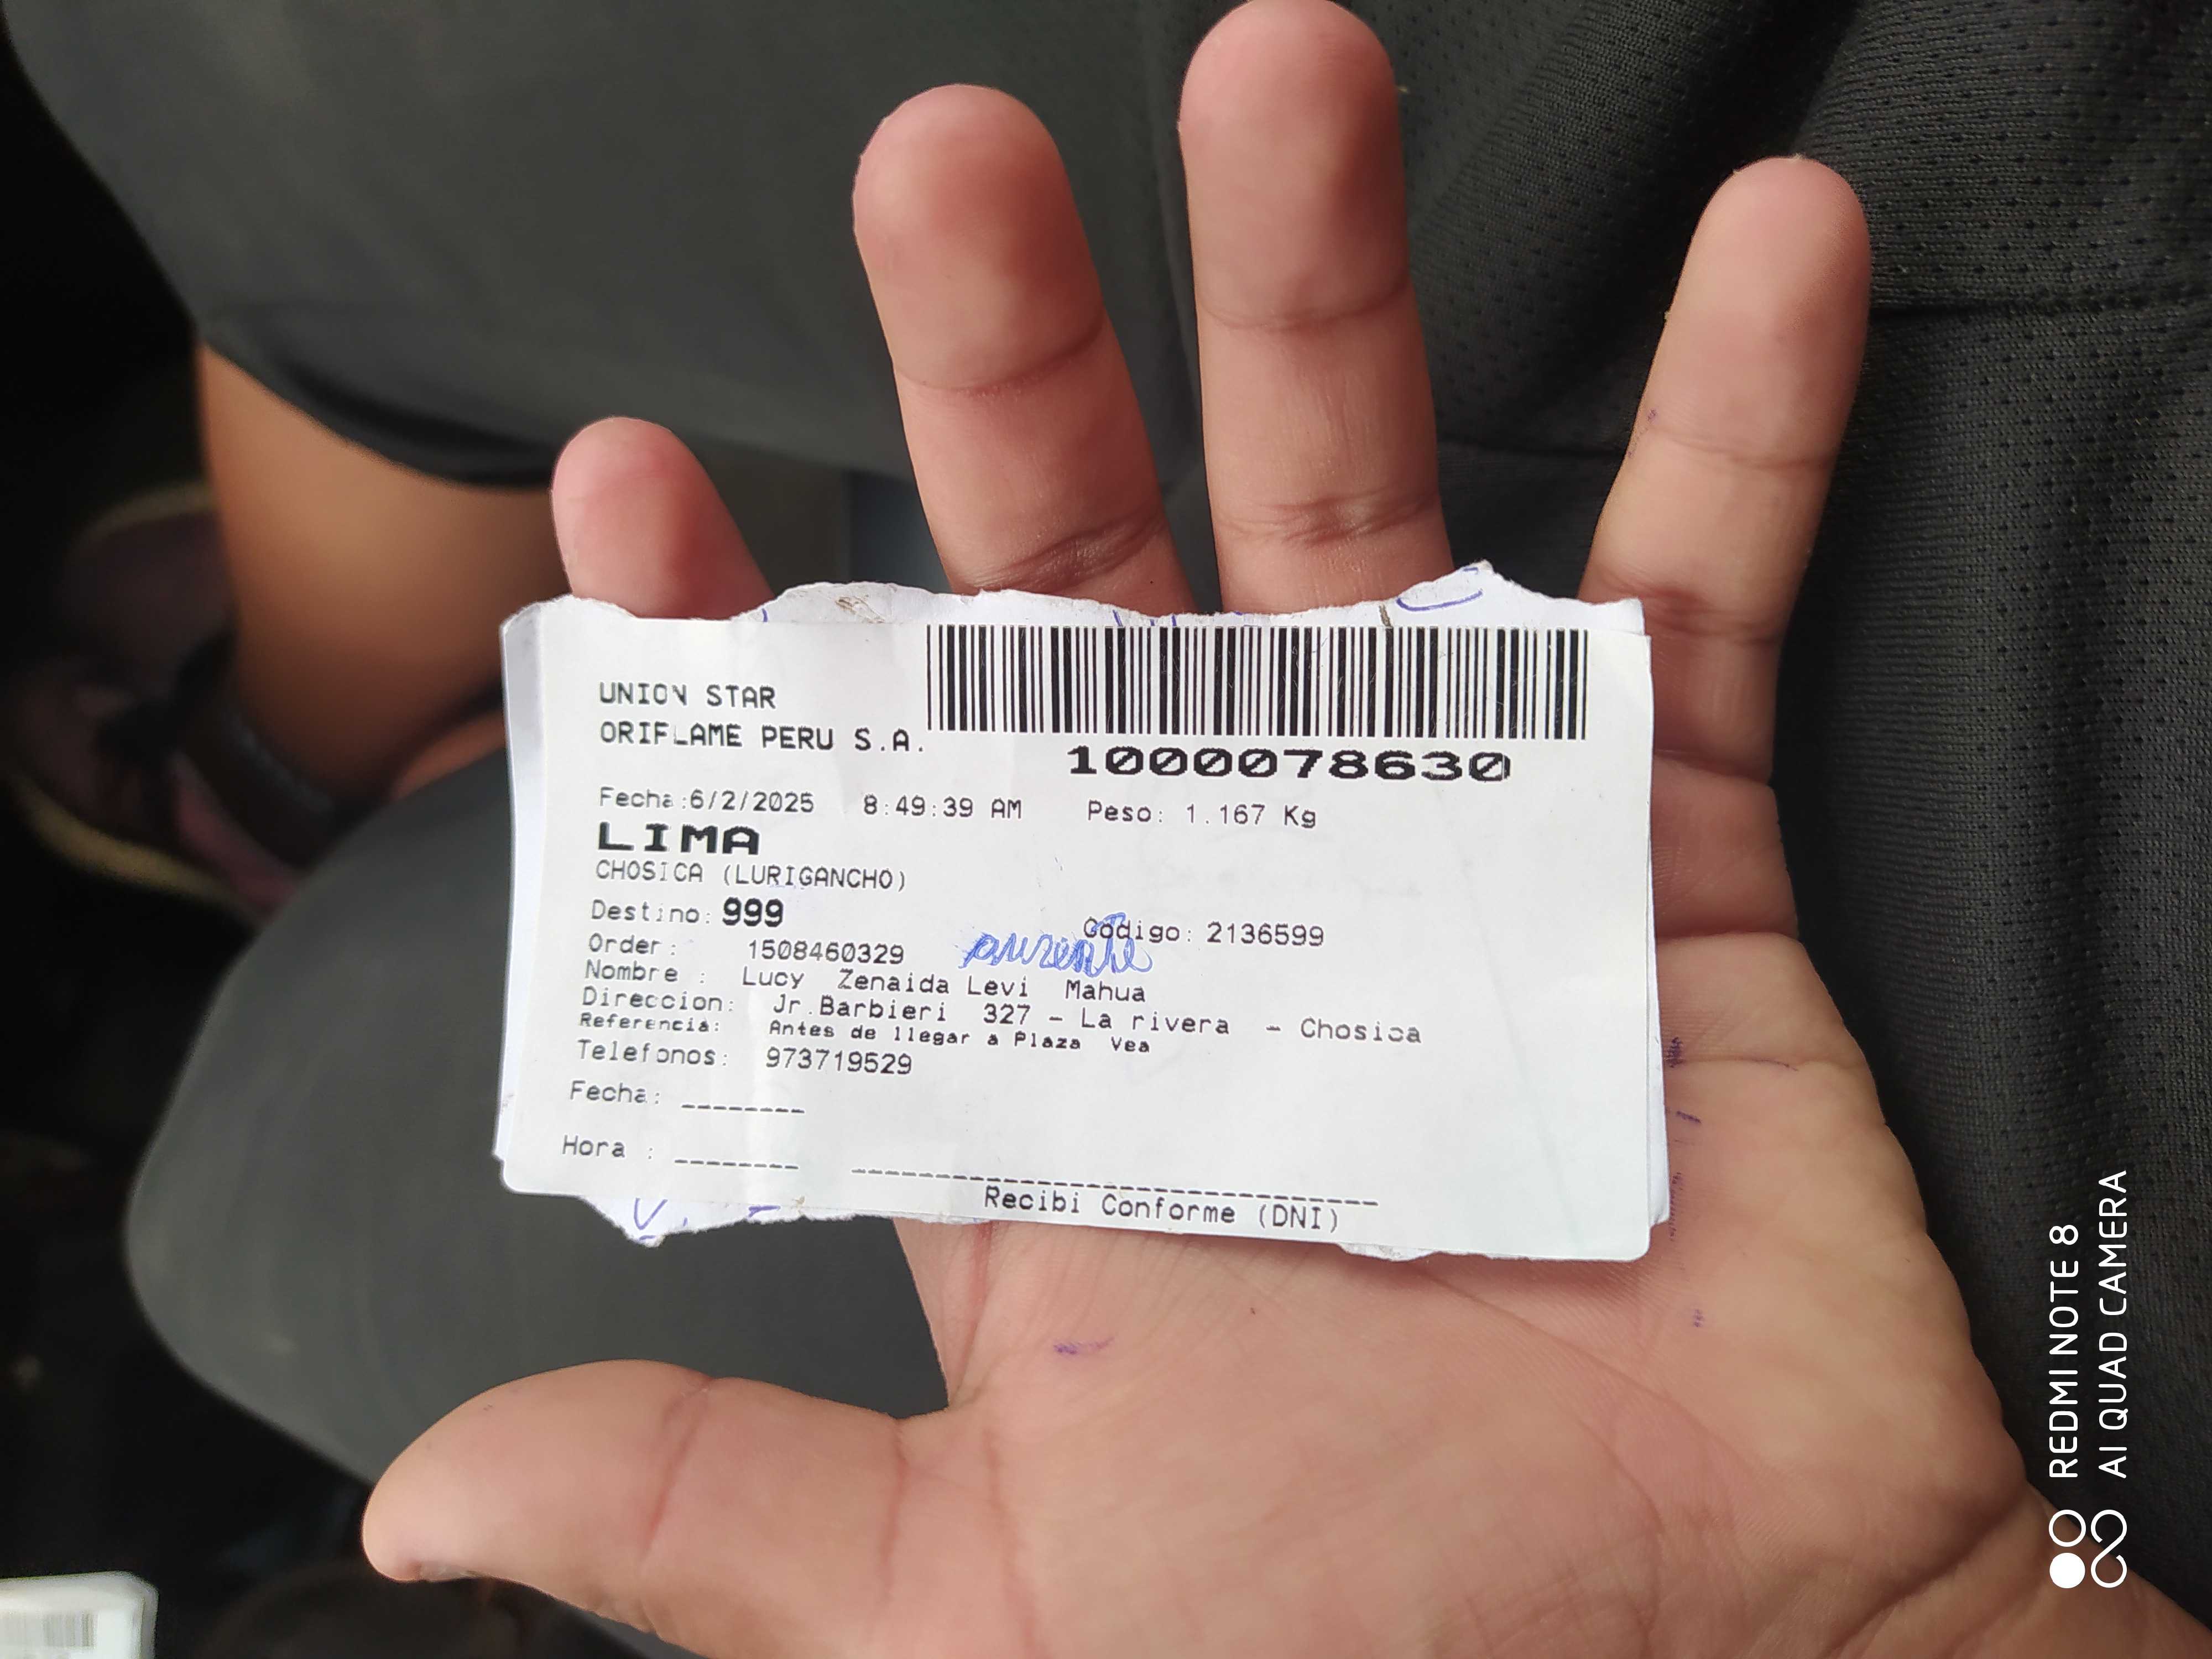 UNION STAR
ORIFLAME PERU S.A.
1000078630
Fecha:6/2/2025 8:49:39 AM Peso: 1.167 Kg
LIMA
CHOSICA (LURIGANCHO)
Destino: 999
Codigo: 2136599
Order: 1508460329
Nombre : Lucy Zenaida Levi Mahua
Direccion: Jr.Barbieri 327 - La rivera - Chosica
Referencia: Antes de llegar a Plaza Vea
Telefonos: 973719529
Fecha: --------
Hora : --------
Recibi Conforme (DNI)
REDMI NOTE 8
AI QUAD CAMERA